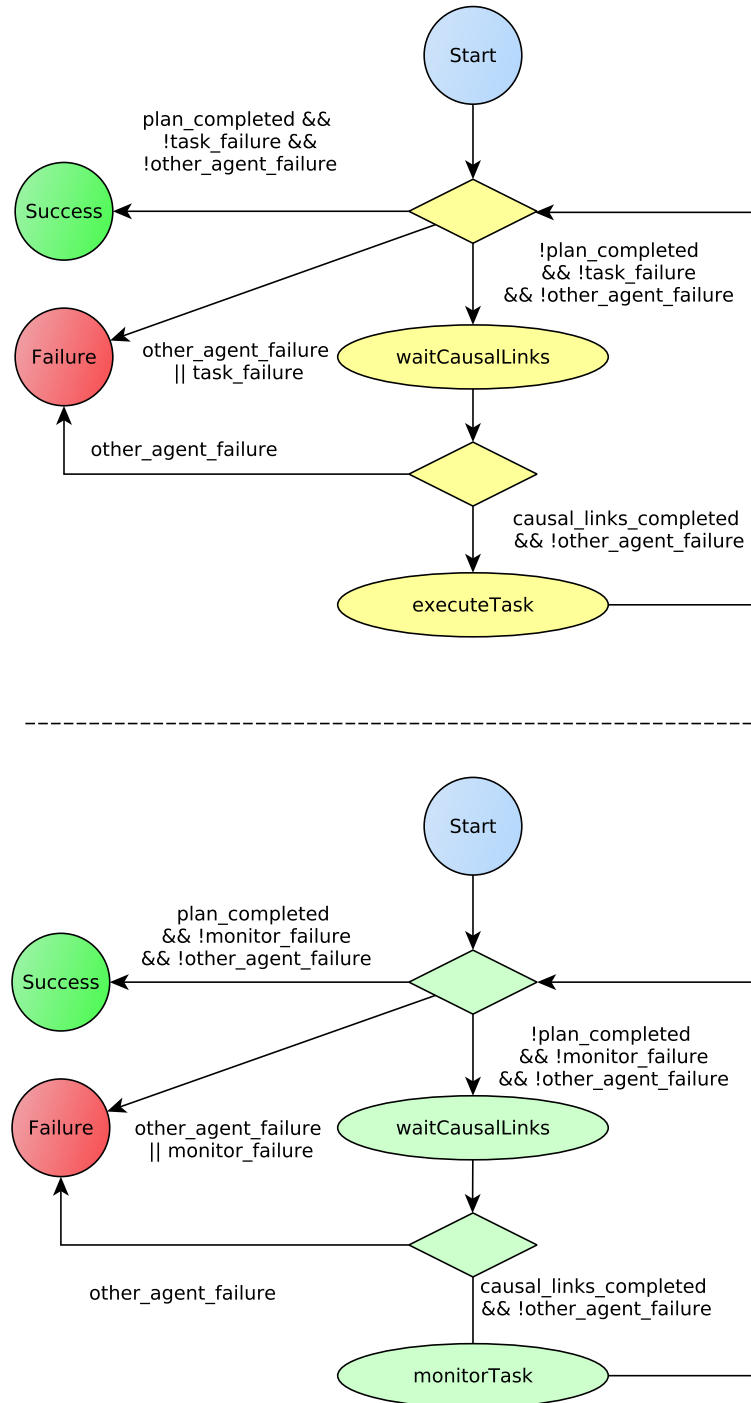 Start
plan_completed &&
!task_failure &&
!other_agent_failure
Success
!plan_completed
&& !task_failure
&& !other_agent_failure
Failure
other_agent_failure
|| task_failure
waitCausalLinks
other_agent_failure
causal_links_completed
&& !other_agent_failure
executeTask
Start
plan_completed
&& !monitor_failure
&& !other_agent_failure
Success
!plan_completed
&& !monitor_failure
&& !other_agent_failure
Failure
other_agent_failure
|| monitor_failure
waitCausalLinks
other_agent_failure
causal_links_completed
&& !other_agent_failure
monitorTask